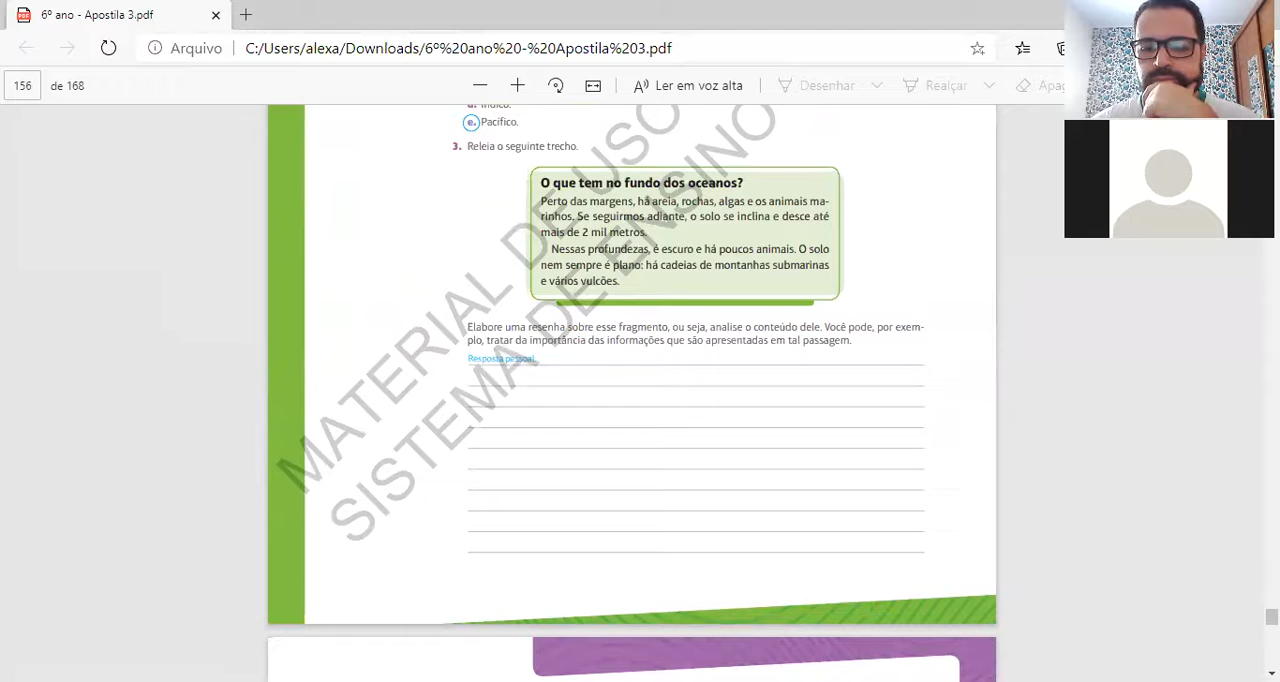 6º ano - Apostila 3.pdf
Arquivo
C:/Users/alexa/Downloads/6º%20ano%20-%20Apostila%203.pdf
156
de 168
Ler em voz alta
Desenhar
Realçar
Apag
d. Índico.
e. Pacífico.
3. Releia o seguinte trecho.
O que tem no fundo dos oceanos?
Perto das margens, há areia, rochas, algas e os animais ma-
rinhos. Se seguirmos adiante, o solo se inclina e desce até
mais de 2 mil metros.
Nessas profundezas, é escuro e há poucos animais. O solo
nem sempre é plano: há cadeias de montanhas submarinas
e vários vulcões.
Elabore uma resenha sobre esse fragmento, ou seja, analise o conteúdo dele. Você pode, por exem-
plo, tratar da importância das informações que são apresentadas em tal passagem.
Resposta pessoal.
MATERIAL DE USO
SISTEMA DE ENSINO